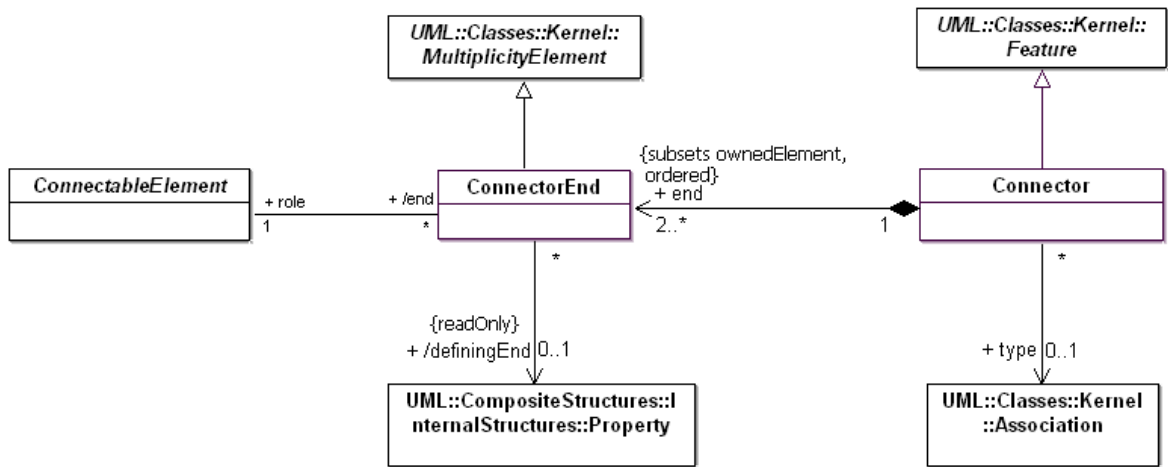 UML::Classes::Kernel::
MultiplicityElement
UML::Classes::Kernel::
Feature
{subsets ownedElement,
ordered}
+ end
2..*
1
ConnectableElement
+ role
1
+ /end
*
ConnectorEnd
Connector
*
{readOnly}
+ /definingEnd
0..1
*
+ type
0..1
UML::CompositeStructures::I
nternalStructures::Property
UML::Classes::Kernel
::Association